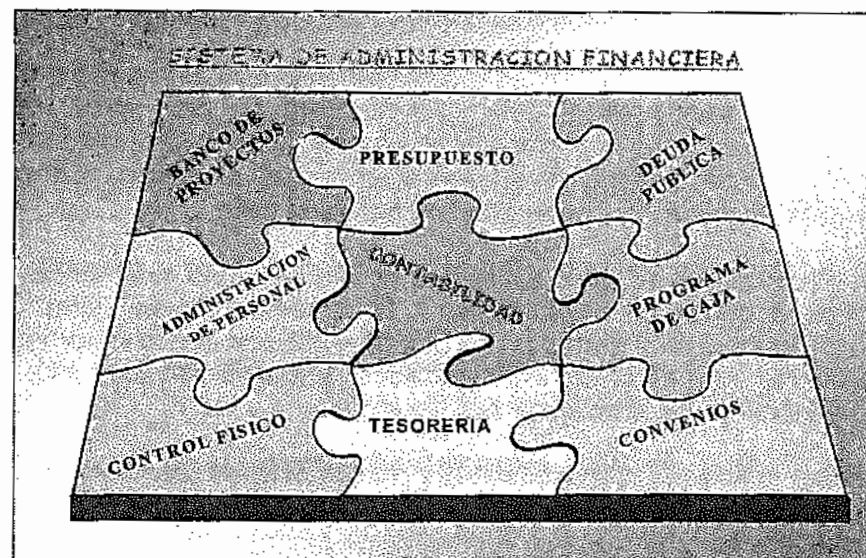 SISTEMA DE ADMINISTRACION FINANCIERA
BANCO DE
PROYECTOS
PRESUPUESTO
DEUDA
PUBLICA
ADMINISTRACION
DE PERSONAL
CONTABILIDAD
PROGRAMA
DE CAJA
CONTROL FISICO
TESORERIA
CONVENIOS